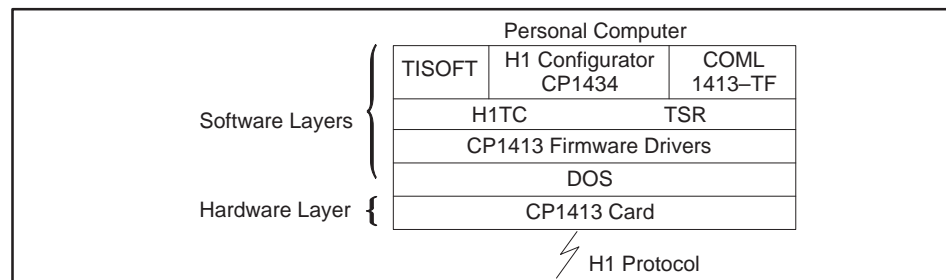 Personal Computer
TISOFT
H1 Configurator
CP1434
COML
1413–TF
Software Layers
H1TC TSR
CP1413 Firmware Drivers
DOS
Hardware Layer
CP1413 Card
H1 Protocol